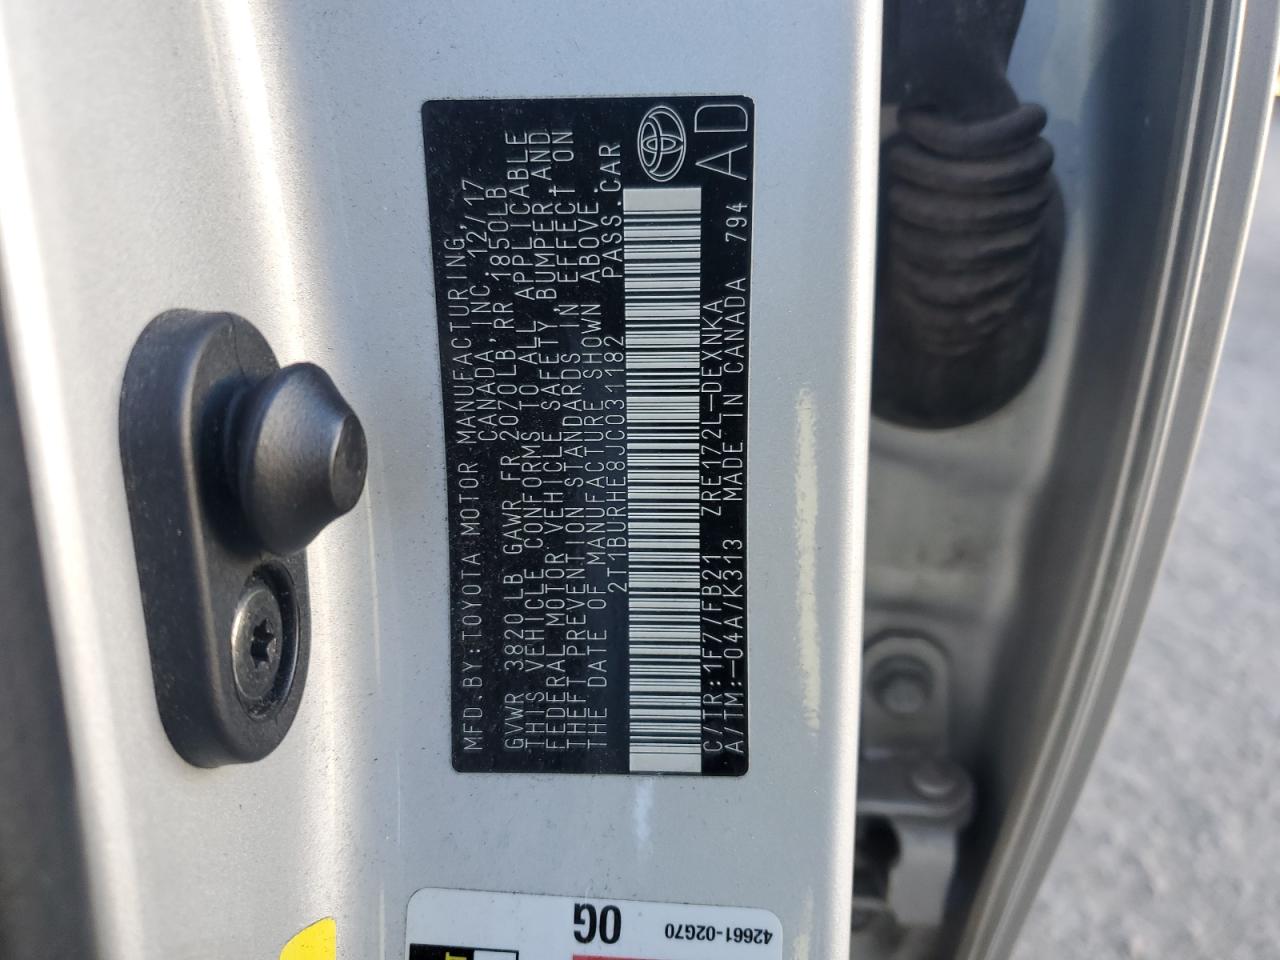 MFD.BY:TOYOTA MOTOR MANUFACTURING,
CANADA,INC. 12/17
GVWR 3820LB GAWR FR 2070LB,RR 1850LB
THIS VEHICLE CONFORMS TO ALL APPLICABLE
FEDERAL MOTOR VEHICLE SAFETY,BUMPER,AND
THEFT PREVENTION STANDARDS IN EFFECT ON
THE DATE OF MANUFACTURE SHOWN ABOVE.
2T1BURHE8JC031182 PASS.CAR
C/TR:1F7/FB21 ZRE172L-DEXNKA
A/TM:-04A/K313 MADE IN CANADA 794
AD
0G
42661-02G70